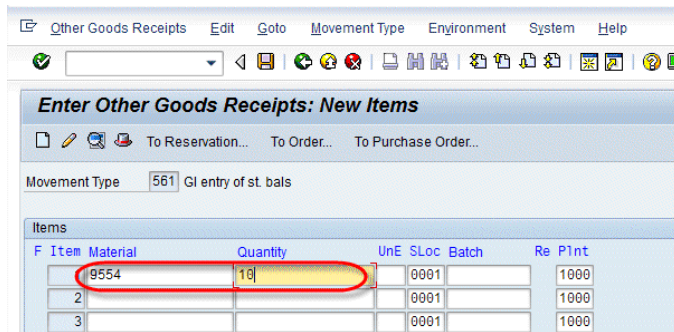 Other Goods Receipts Edit Goto Movement Type Environment System Help
Enter Other Goods Receipts: New Items
To Reservation... To Order... To Purchase Order...
Movement Type 561 GI entry of st. bals
Items
F Item Material Quantity UnE SLoc Batch Re Plnt
9554 10 0001 1000
2 0001 1000
3 0001 1000